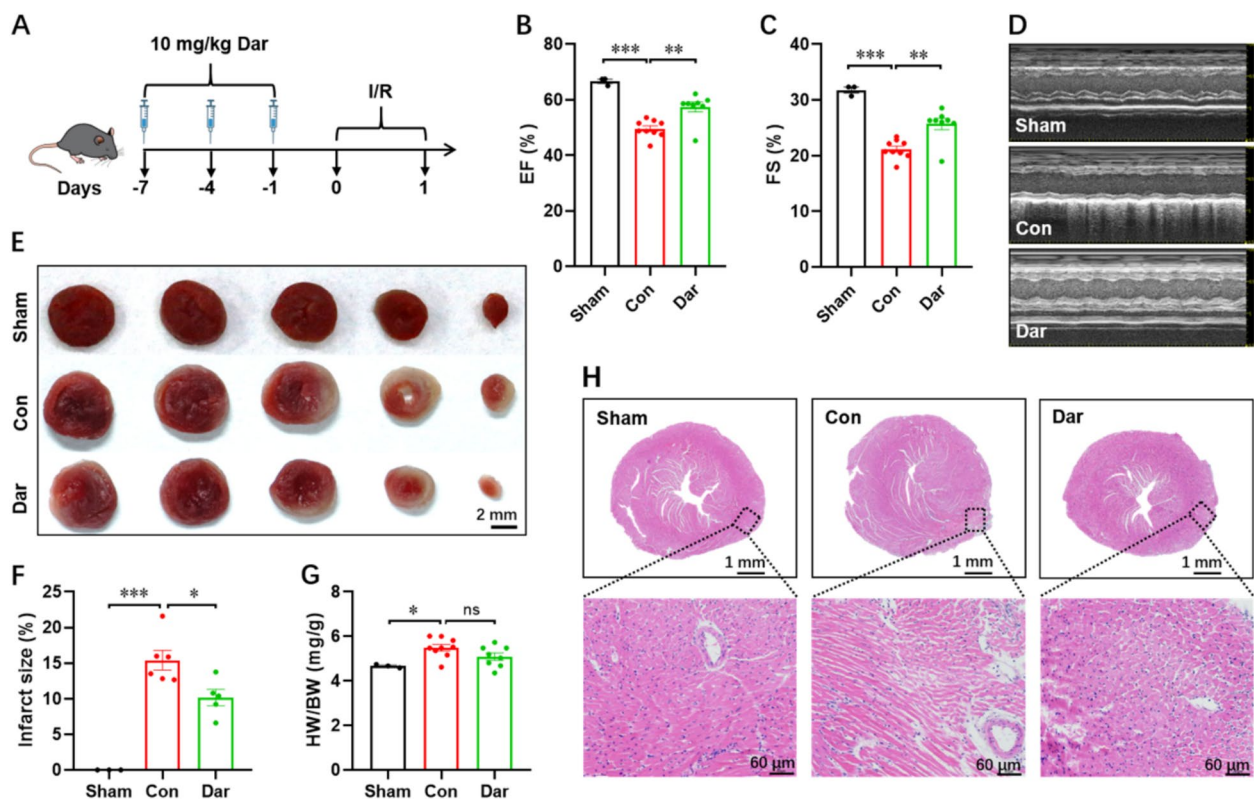 A
10 mg/kg Dar
I/R
Days
-7
-4
-1
0
1
B
EF (%)
80
60
40
20
0
***
**
Sham
Con
Dar
C
FS (%)
40
30
20
10
0
***
**
Sham
Con
Dar
D
Sham
Con
Dar
E
Sham
Con
Dar
2 mm
F
Infarct size (%)
25
20
15
10
5
0
***
*
Sham
Con
Dar
G
HW/BW (mg/g)
8
6
4
2
0
*
ns
Sham
Con
Dar
H
Sham
1 mm
Con
1 mm
Dar
1 mm
60 μm
60 μm
60 μm